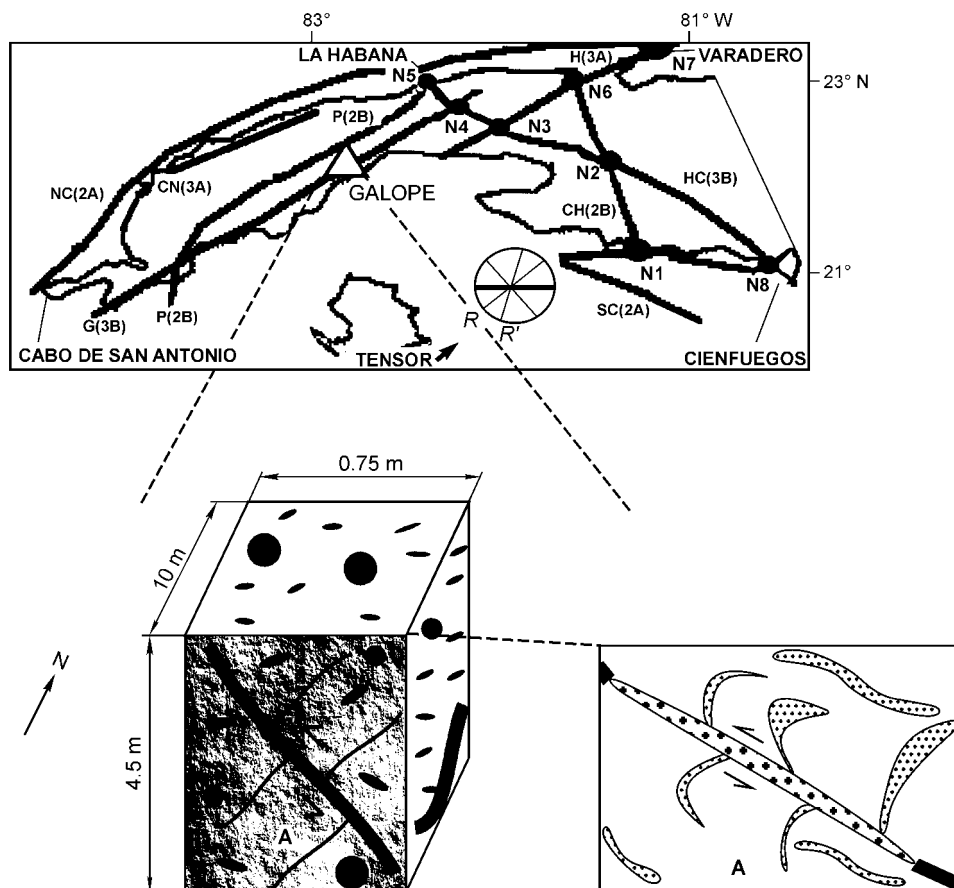 83°
81° W
LA HABANA
H(3A)
VARADERO
N5
N7
23° N
N6
P(2B)
N4
N3
CN(3A)
N2
HC(3B)
NC(2A)
GALOPE
CH(2B)
21°
N1
N8
R
R'
SC(2A)
G(3B)
P(2B)
CABO DE SAN ANTONIO
TENSOR
CIENFUEGOS
0.75 m
10 m
N
4.5 m
A
A